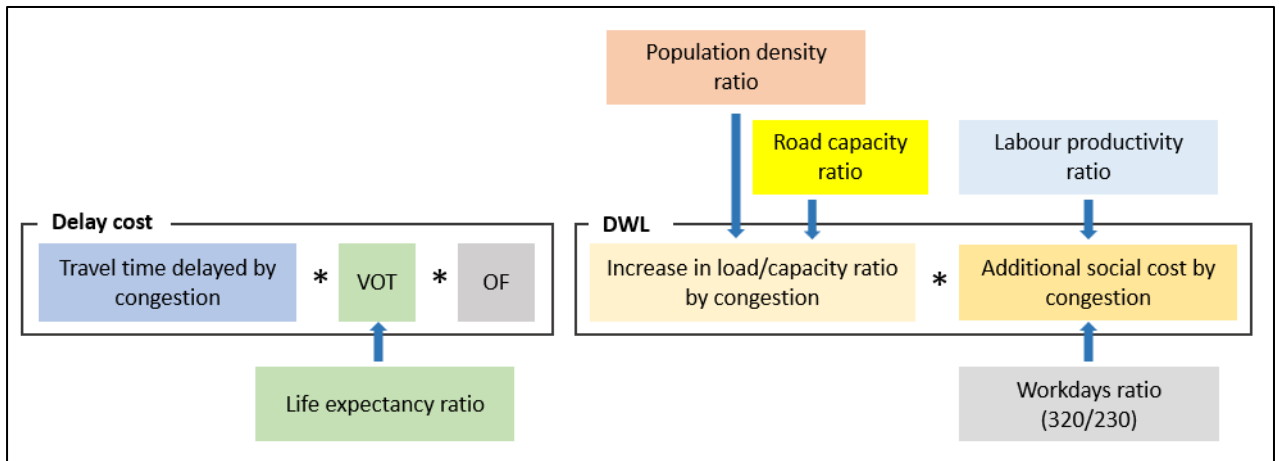 Population density
ratio
Road capacity
ratio
Labour productivity
ratio
Delay cost
Travel time delayed by
congestion
*
VOT
*
OF
DWL
Increase in load/capacity ratio
by congestion
*
Additional social cost by
congestion
Life expectancy ratio
Workdays ratio
(320/230)